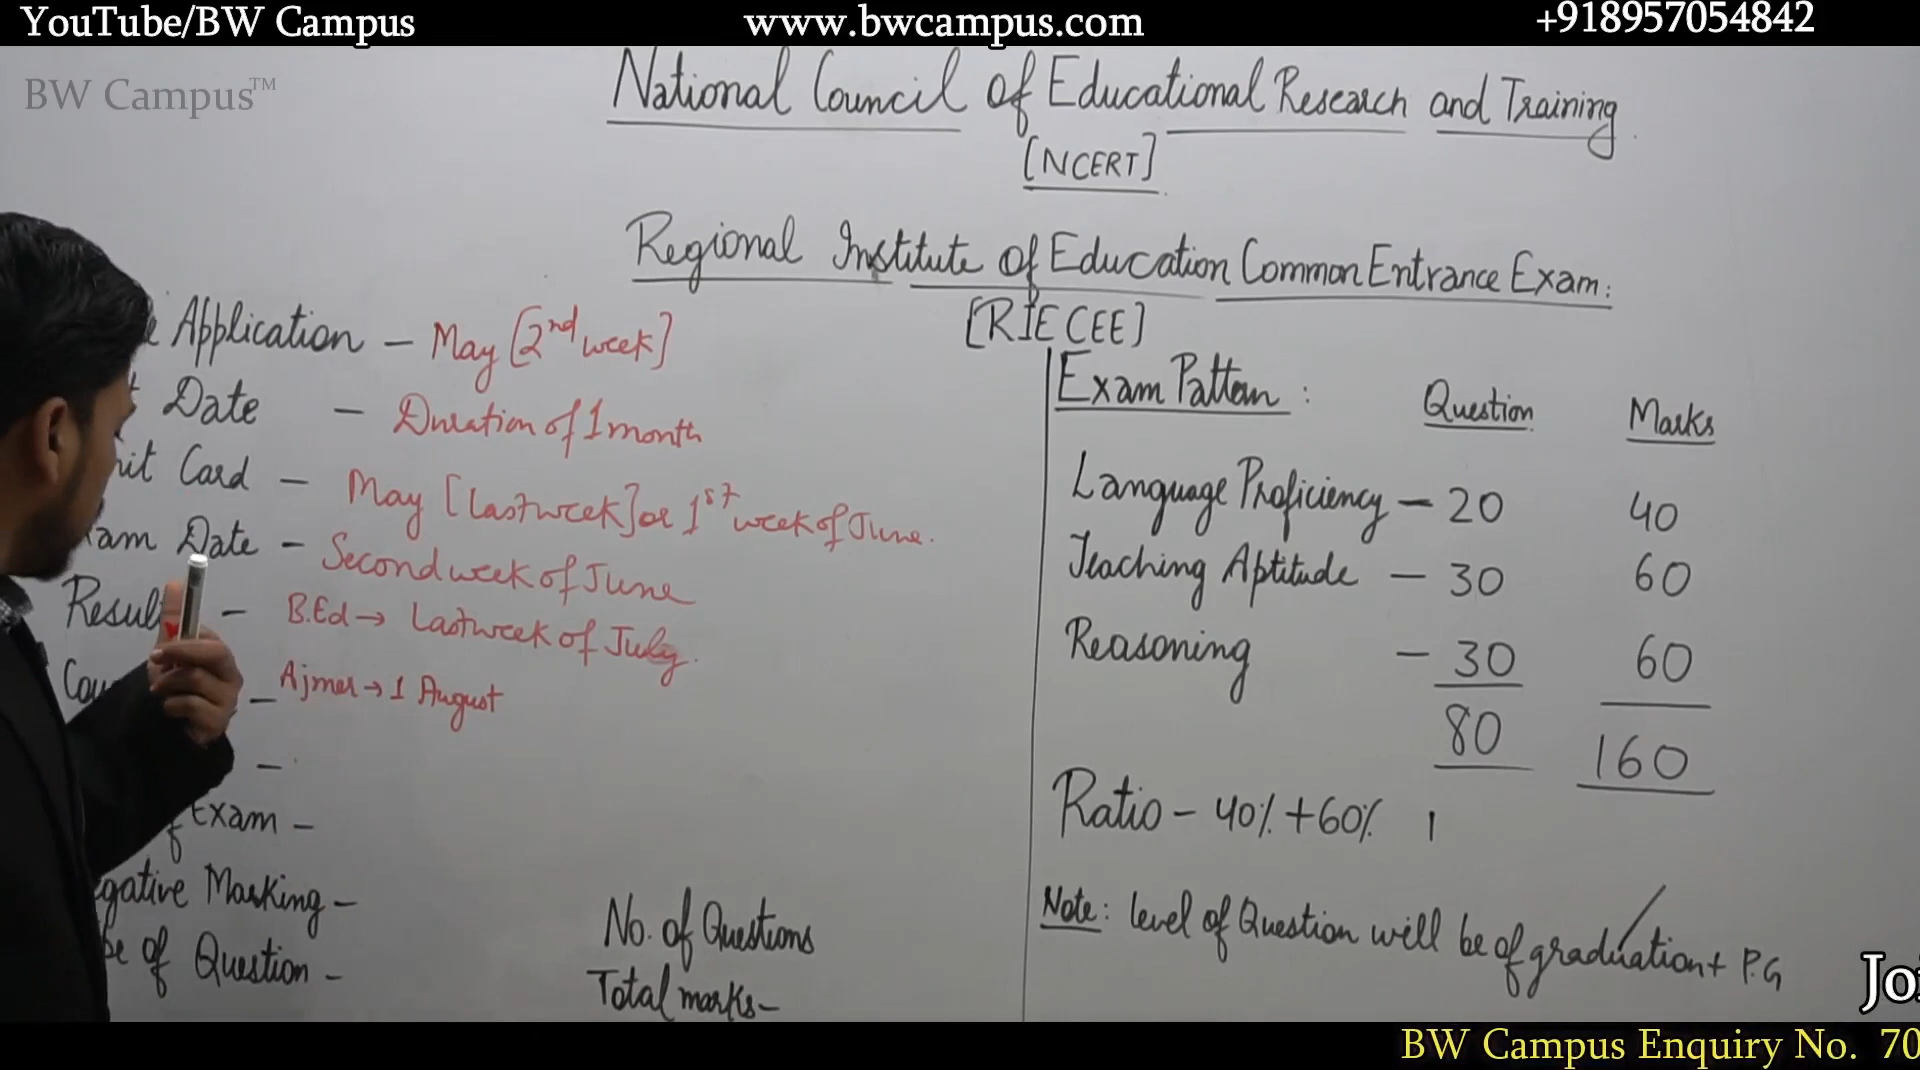 YouTube/BW Campus
www.bwcampus.com
+918957054842
BW Campus™
National Council of Educational Research and Training
[NCERT]
Regional Institute of Education Common Entrance Exam:
[RIECEE]
Application - May [2nd week]
Date - Duration of 1 month
Card - May [last week] or 1st week of June.
Date - Second week of June
Result - B.Ed → Last week of July.
- Ajmer → 1 August
-
Exam -
Marking -
of Question -
No. of Questions
Total marks -
Exam Pattern : Question Marks
Language Proficiency - 20 40
Teaching Aptitude - 30 60
Reasoning - 30 60
80 160
Ratio - 40% + 60%
Note: level of Question will be of graduation + P.G
BW Campus Enquiry No. 70